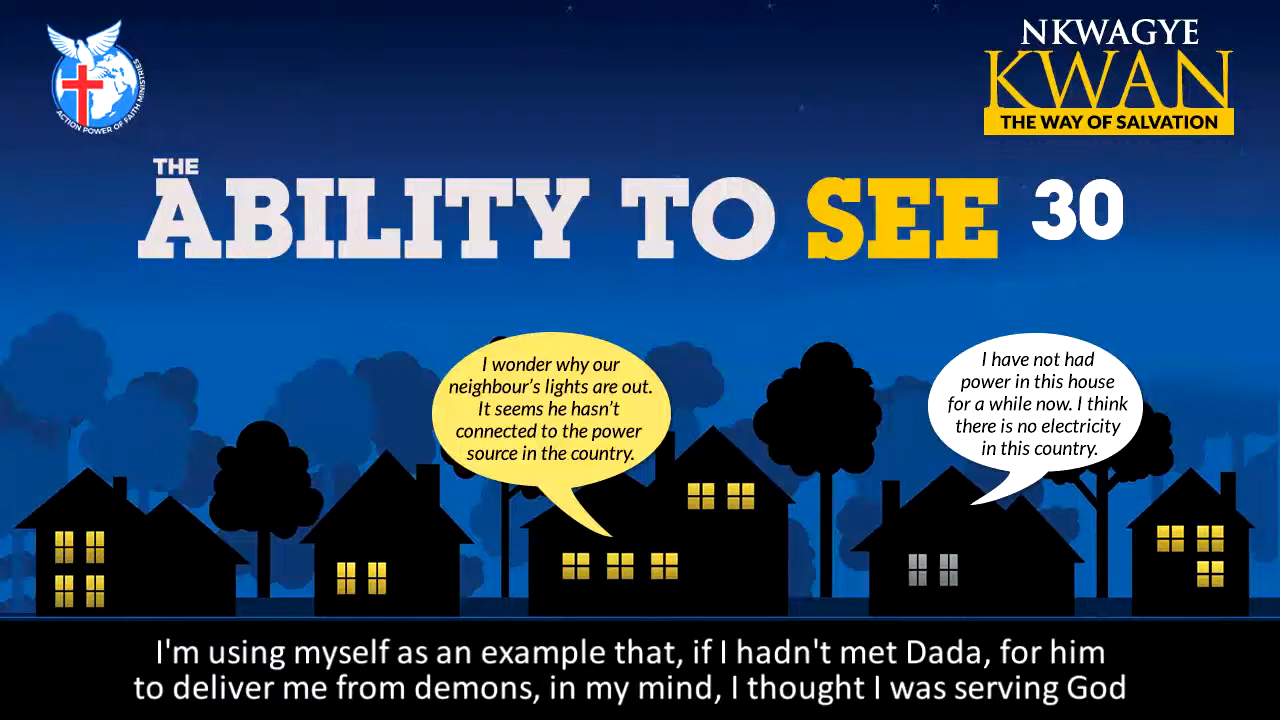 ACTION POWER OF FAITH MINISTRIES
NKWAGYE
KWAN
THE WAY OF SALVATION
THE
ABILITY TO SEE 30
I wonder why our
neighbour's lights are out.
It seems he hasn't
connected to the power
source in the country.
I have not had
power in this house
for a while now. I think
there is no electricity
in this country.
I'm using myself as an example that, if I hadn't met Dada, for him
to deliver me from demons, in my mind, I thought I was serving God